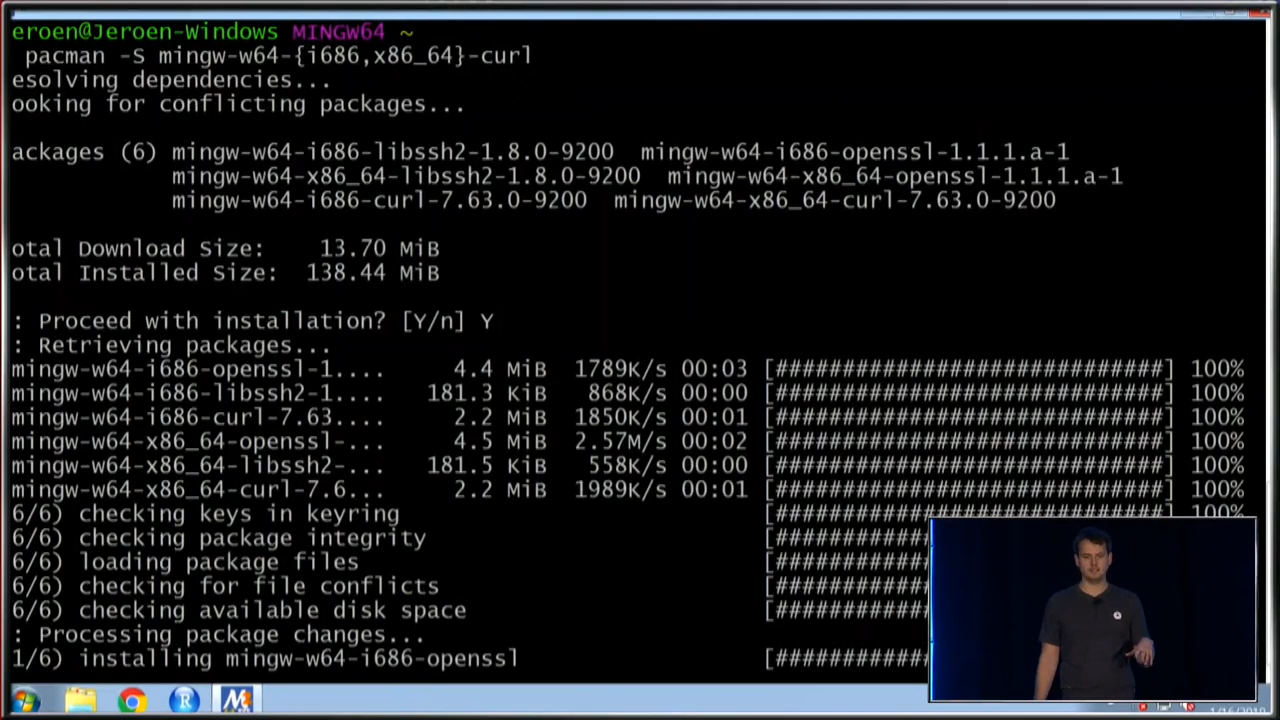 eroen@Jeroen-Windows MINGW64 ~
pacman -S mingw-w64-{i686,x86_64}-curl
esolving dependencies...
ooking for conflicting packages...
ackages (6) mingw-w64-i686-libssh2-1.8.0-9200 mingw-w64-i686-openssl-1.1.1.a-1
mingw-w64-x86_64-libssh2-1.8.0-9200 mingw-w64-x86_64-openssl-1.1.1.a-1
mingw-w64-i686-curl-7.63.0-9200 mingw-w64-x86_64-curl-7.63.0-9200
otal Download Size: 13.70 MiB
otal Installed Size: 138.44 MiB
: Proceed with installation? [Y/n] Y
: Retrieving packages...
mingw-w64-i686-openssl-1.... 4.4 MiB 1789K/s 00:03 [#############################] 100%
mingw-w64-i686-libssh2-1.... 181.3 KiB 868K/s 00:00 [#############################] 100%
mingw-w64-i686-curl-7.63.... 2.2 MiB 1850K/s 00:01 [#############################] 100%
mingw-w64-x86_64-openssl-... 4.5 MiB 2.57M/s 00:02 [#############################] 100%
mingw-w64-x86_64-libssh2-... 181.5 KiB 558K/s 00:00 [#############################] 100%
mingw-w64-x86_64-curl-7.6... 2.2 MiB 1989K/s 00:01 [#############################] 100%
6/6) checking keys in keyring [#############################] 100%
6/6) checking package integrity [###########
6/6) loading package files [###########
6/6) checking for file conflicts [###########
6/6) checking available disk space [###########
: Processing package changes...
1/6) installing mingw-w64-i686-openssl [###########
R M
1/16/2019